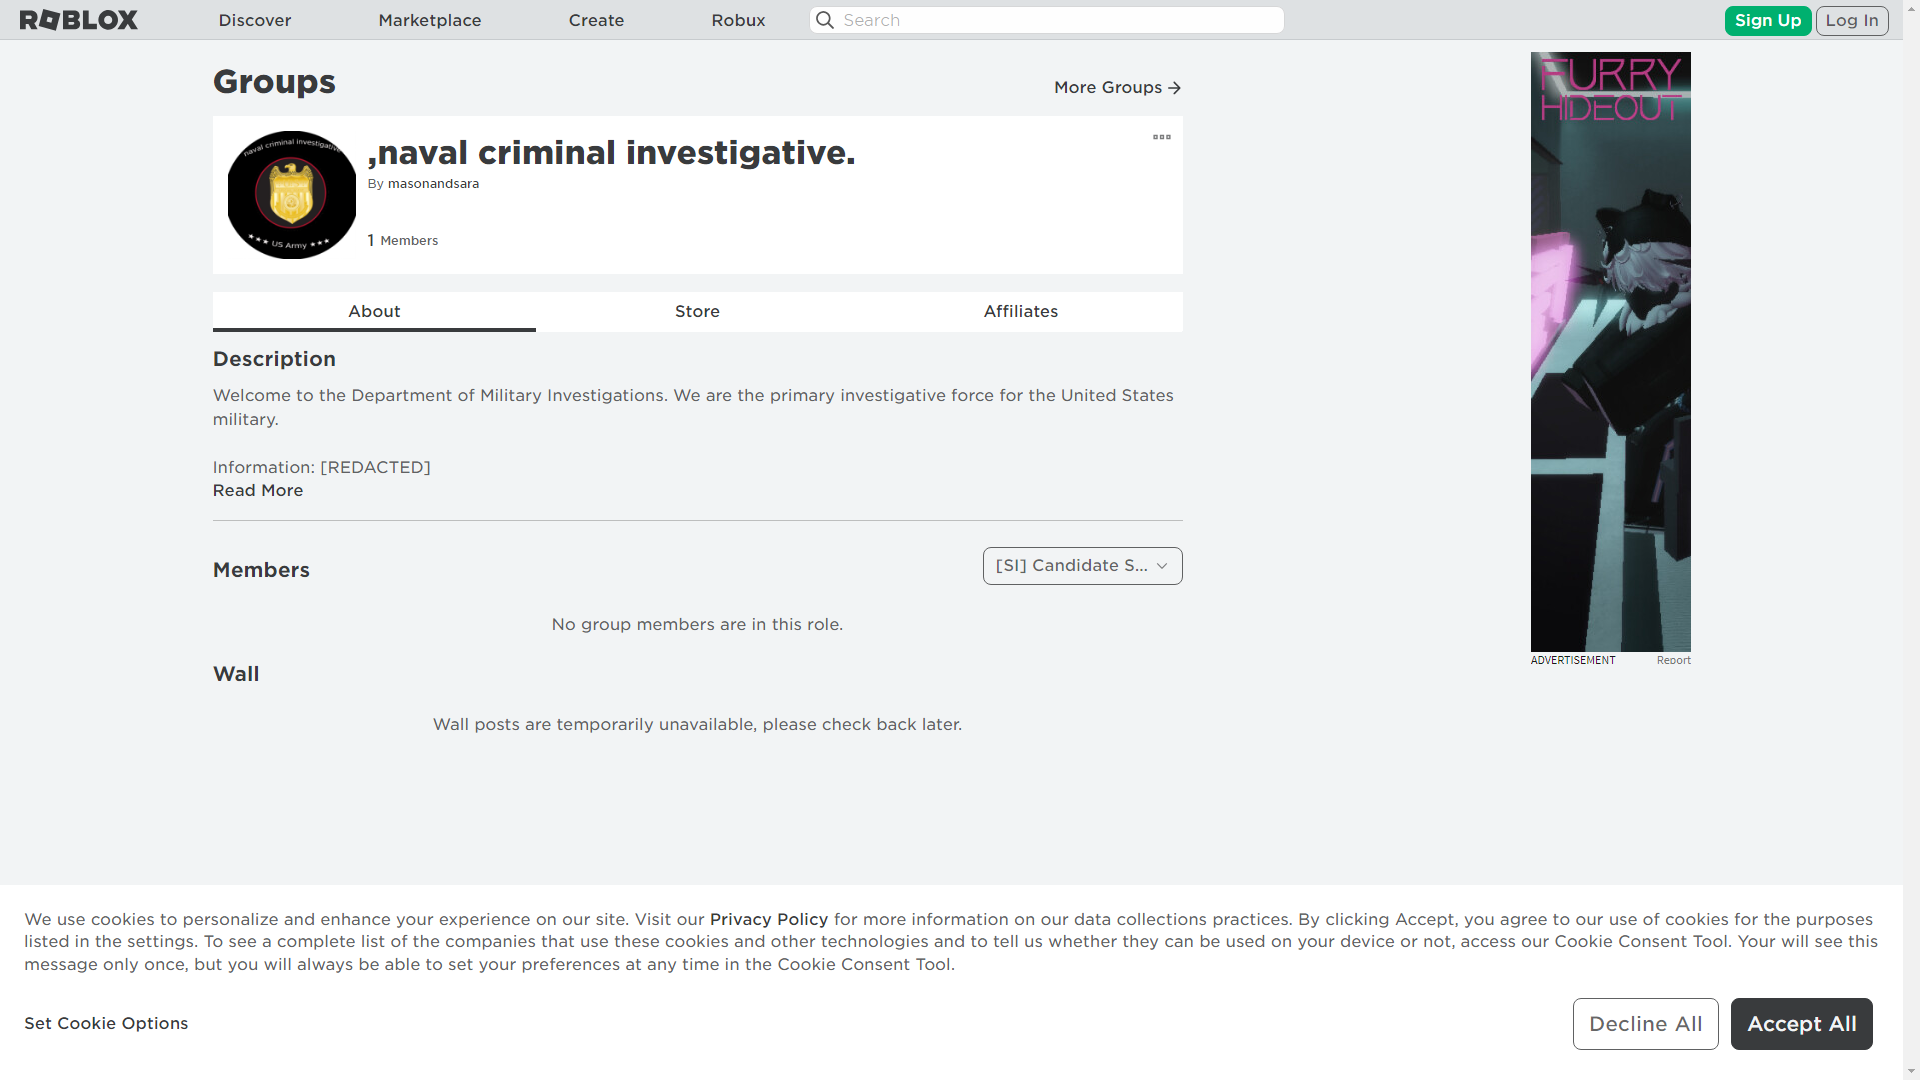 ROBLOX
Discover
Marketplace
Create
Robux
Search
Sign Up
Log In
Groups
More Groups
naval criminal investigative
★★★ US Army ★★★
,naval criminal investigative.
By masonandsara
1 Members
About
Store
Affiliates
Description
Welcome to the Department of Military Investigations. We are the primary investigative force for the United States
military.
Information: [REDACTED]
Read More
Members
[SI] Candidate S...
No group members are in this role.
Wall
Wall posts are temporarily unavailable, please check back later.
FURRY
HIDEOUT
ADVERTISEMENT
Report
We use cookies to personalize and enhance your experience on our site. Visit our Privacy Policy for more information on our data collections practices. By clicking Accept, you agree to our use of cookies for the purposes
listed in the settings. To see a complete list of the companies that use these cookies and other technologies and to tell us whether they can be used on your device or not, access our Cookie Consent Tool. Your will see this
message only once, but you will always be able to set your preferences at any time in the Cookie Consent Tool.
Set Cookie Options
Decline All
Accept All